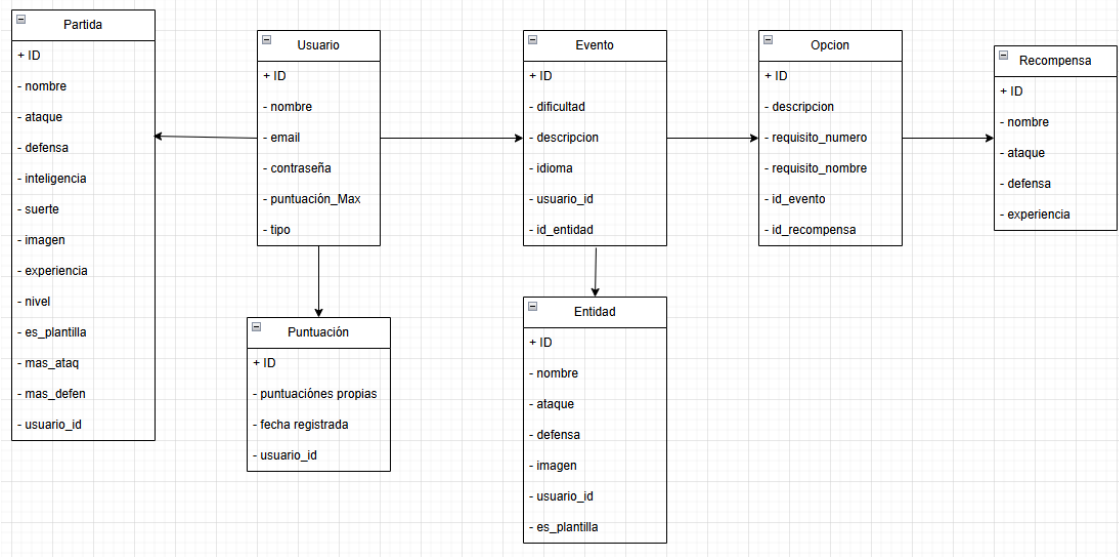 Partida
+ ID
- nombre
- ataque
- defensa
- inteligencia
- suerte
- imagen
- experiencia
- nivel
- es_plantilla
- mas_ataq
- mas_defen
- usuario_id
Usuario
+ ID
- nombre
- email
- contraseña
- puntuación_Max
- tipo
Puntuación
+ ID
- puntuaciónes propias
- fecha registrada
- usuario_id
Evento
+ ID
- dificultad
- descripcion
- idioma
- usuario_id
- id_entidad
Entidad
+ ID
- nombre
- ataque
- defensa
- imagen
- usuario_id
- es_plantilla
Opcion
+ ID
- descripcion
- requisito_numero
- requisito_nombre
- id_evento
- id_recompensa
Recompensa
+ ID
- nombre
- ataque
- defensa
- experiencia